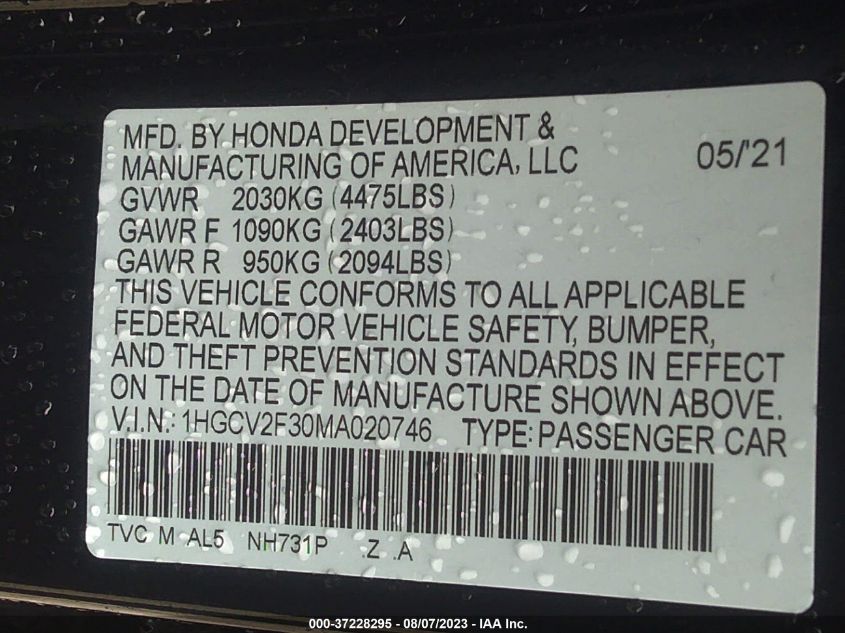 MFD. BY HONDA DEVELOPMENT &
MANUFACTURING OF AMERICA, LLC 05/'21
GVWR 2030KG (4475LBS)
GAWR F 1090KG (2403LBS)
GAWR R 950KG (2094LBS)
THIS VEHICLE CONFORMS TO ALL APPLICABLE
FEDERAL MOTOR VEHICLE SAFETY, BUMPER,
AND THEFT PREVENTION STANDARDS IN EFFECT
ON THE DATE OF MANUFACTURE SHOWN ABOVE.
V.I.N.: 1HGCV2F30MA020746 TYPE: PASSENGER CAR
TVC M AL5 NH731P Z A
000-37228295 - 08/07/2023 - IAA Inc.